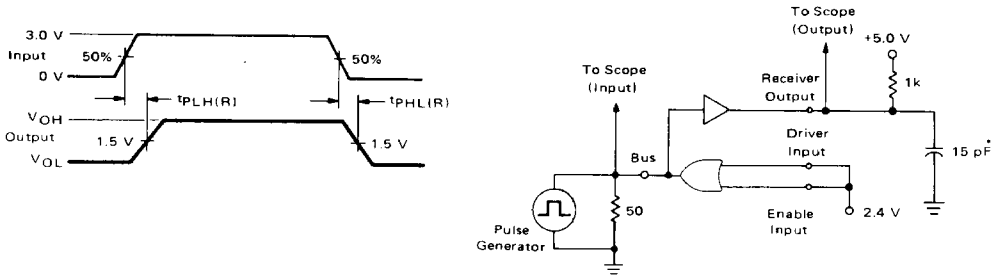 3.0 V
Input
50%
50%
0 V
tPLH(R)
tPHL(R)
VOH
Output
1.5 V
1.5 V
VOL
To Scope
(Output)
+5.0 V
To Scope
(Input)
Receiver
Output
1k
Driver
Input
15 pF*
Bus
50
Pulse
Generator
Enable
Input
2.4 V